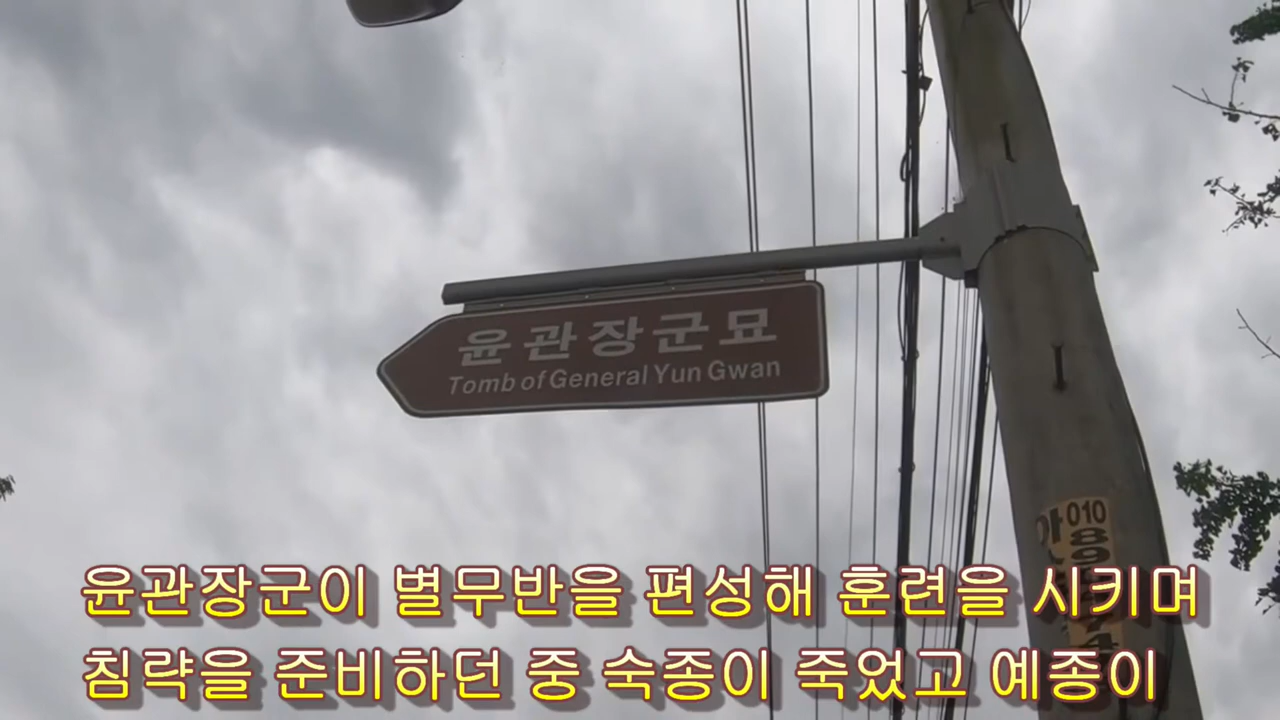 윤관장군묘
Tomb of General Yun Gwan
010
윤관장군이 별무반을 편성해 훈련을 시키며
침략을 준비하던 중 숙종이 죽었고 예종이